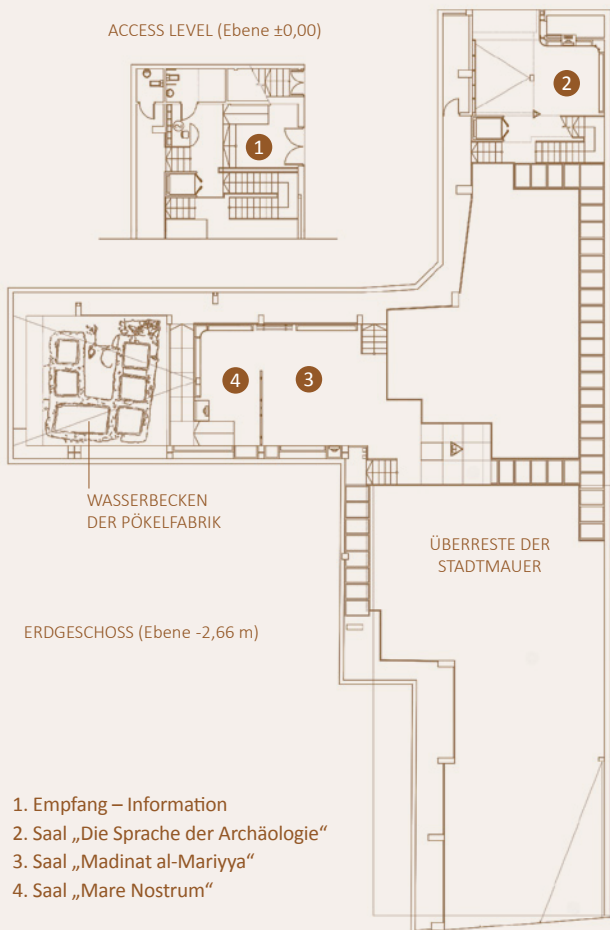 ACCESS LEVEL (Ebene ±0,00)
1
2
4
3
WASSERBECKEN
DER PÖKELFABRIK
ÜBERRESTE DER
STADTMAUER
ERDGESCHOSS (Ebene -2,66 m)
1. Empfang – Information
2. Saal „Die Sprache der Archäologie“
3. Saal „Madinat al-Mariyya“
4. Saal „Mare Nostrum“